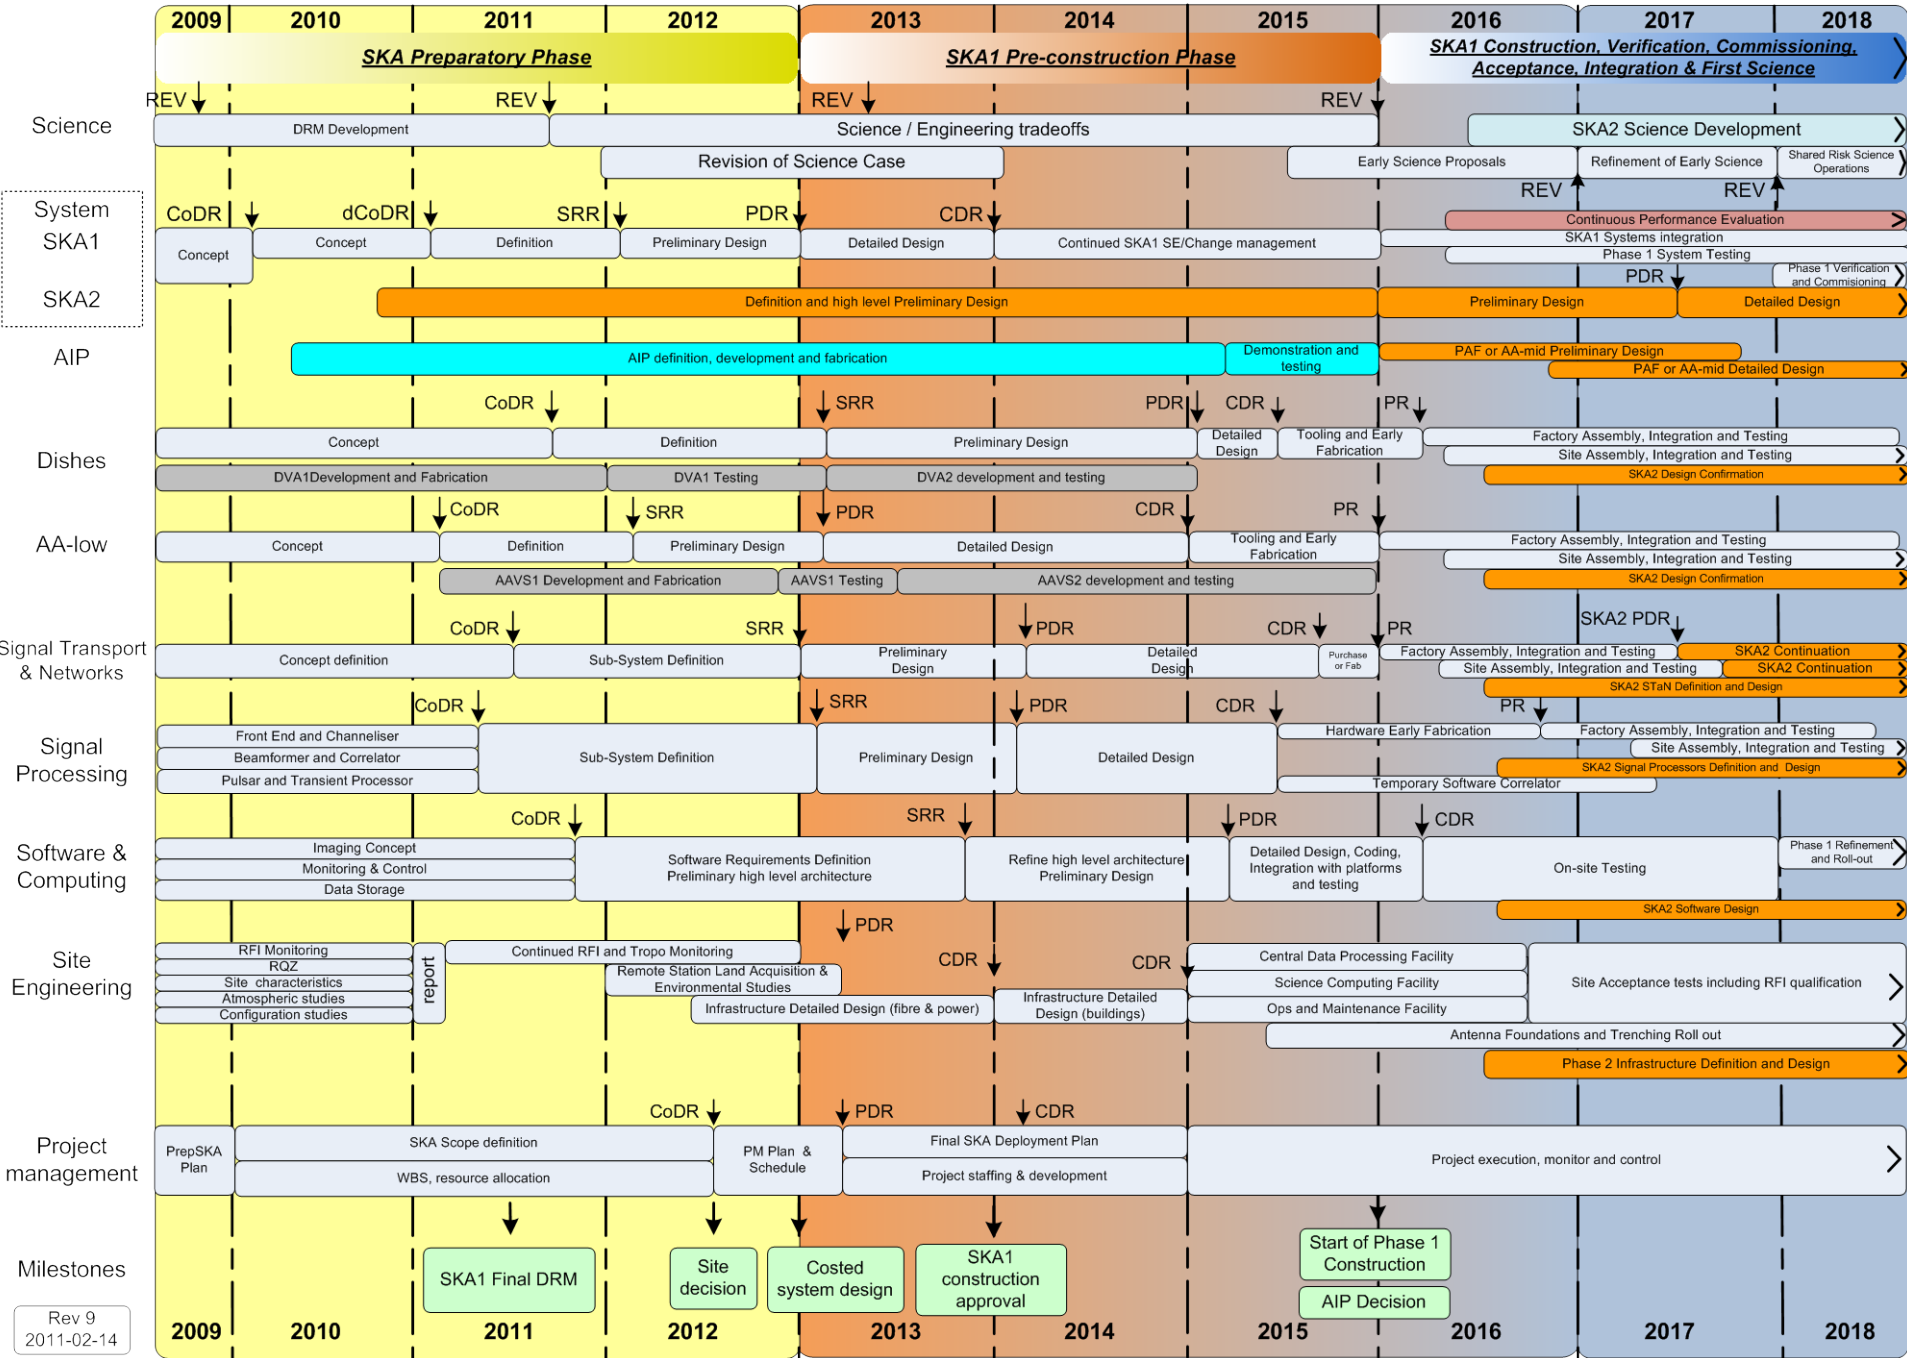 2009 2010 2011 2012 2013 2014 2015 2016 2017 2018
SKA Preparatory Phase
SKA1 Pre-construction Phase
SKA1 Construction, Verification, Commissioning,
Acceptance, Integration & First Science
REV REV REV REV
Science
DRM Development
Science / Engineering tradeoffs
SKA2 Science Development
Revision of Science Case
Early Science Proposals
Refinement of Early Science
Shared Risk Science
Operations
REV REV
System
SKA1
SKA2
CoDR dCoDR SRR PDR CDR
Continuous Performance Evaluation
Concept
Concept
Definition
Preliminary Design
Detailed Design
Continued SKA1 SE/Change management
SKA1 Systems integration
Phase 1 System Testing
PDR
Phase 1 Verification
and Commisioning
Definition and high level Preliminary Design
Preliminary Design
Detailed Design
AIP
AIP definition, development and fabrication
Demonstration and
testing
PAF or AA-mid Preliminary Design
PAF or AA-mid Detailed Design
CoDR SRR PDR CDR PR
Dishes
Concept
Definition
Preliminary Design
Detailed
Design
Tooling and Early
Fabrication
Factory Assembly, Integration and Testing
Site Assembly, Integration and Testing
DVA1Development and Fabrication
DVA1 Testing
DVA2 development and testing
SKA2 Design Confirmation
CoDR SRR PDR CDR PR
AA-low
Concept
Definition
Preliminary Design
Detailed Design
Tooling and Early
Fabrication
Factory Assembly, Integration and Testing
Site Assembly, Integration and Testing
AAVS1 Development and Fabrication
AAVS1 Testing
AAVS2 development and testing
SKA2 Design Confirmation
CoDR SRR PDR CDR PR SKA2 PDR
Signal Transport
& Networks
Concept definition
Sub-System Definition
Preliminary
Design
Detailed
Design
Purchase
or Fab
Factory Assembly, Integration and Testing
SKA2 Continuation
Site Assembly, Integration and Testing
SKA2 Continuation
SKA2 STaN Definition and Design
CoDR SRR PDR CDR PR
Signal
Processing
Front End and Channeliser
Beamformer and Correlator
Pulsar and Transient Processor
Sub-System Definition
Preliminary Design
Detailed Design
Hardware Early Fabrication
Factory Assembly, Integration and Testing
Site Assembly, Integration and Testing
SKA2 Signal Processors Definition and Design
Temporary Software Correlator
CoDR SRR PDR CDR
Software &
Computing
Imaging Concept
Monitoring & Control
Data Storage
Software Requirements Definition
Preliminary high level architecture
Refine high level architecture
Preliminary Design
Detailed Design, Coding,
Integration with platforms
and testing
On-site Testing
Phase 1 Refinement
and Roll-out
SKA2 Software Design
PDR
CDR CDR
Site
Engineering
RFI Monitoring
RQZ
Site characteristics
Atmospheric studies
Configuration studies
report
Continued RFI and Tropo Monitoring
Remote Station Land Acquisition &
Environmental Studies
Infrastructure Detailed Design (fibre & power)
Infrastructure Detailed
Design (buildings)
Central Data Processing Facility
Science Computing Facility
Ops and Maintenance Facility
Site Acceptance tests including RFI qualification
Antenna Foundations and Trenching Roll out
Phase 2 Infrastructure Definition and Design
CoDR PDR CDR
Project
management
PrepSKA
Plan
SKA Scope definition
WBS, resource allocation
PM Plan &
Schedule
Final SKA Deployment Plan
Project staffing & development
Project execution, monitor and control
Milestones
SKA1 Final DRM
Site
decision
Costed
system design
SKA1
construction
approval
Start of Phase 1
Construction
AIP Decision
Rev 9
2011-02-14
2009 2010 2011 2012 2013 2014 2015 2016 2017 2018